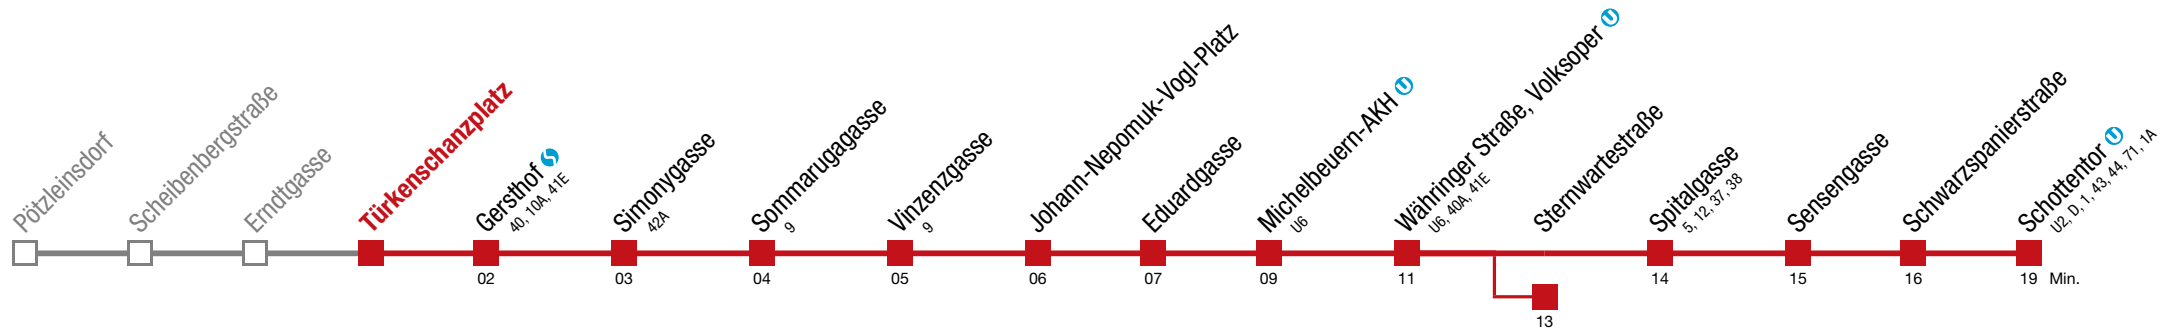 Pötzleinsdorf
Scheibenbergstraße
Erndtgasse
Türkenschanzplatz
Gersthof
40, 10A, 41E
02
Simonygasse
42A
03
Sommarugagasse
9
04
Vinzenzgasse
9
05
Johann-Nepomuk-Vogl-Platz
06
Eduardgasse
07
Michelbeuern-AKH U
U6
09
Währinger Straße, Volksoper U
U6, 40A, 41E
11
Sternwartestraße
13
Spitalgasse
5, 12, 37, 38
14
Sensengasse
15
Schwarzspanierstraße
16
Schottentor U
U2, D, 1, 43, 44, 71, 1A
19 Min.